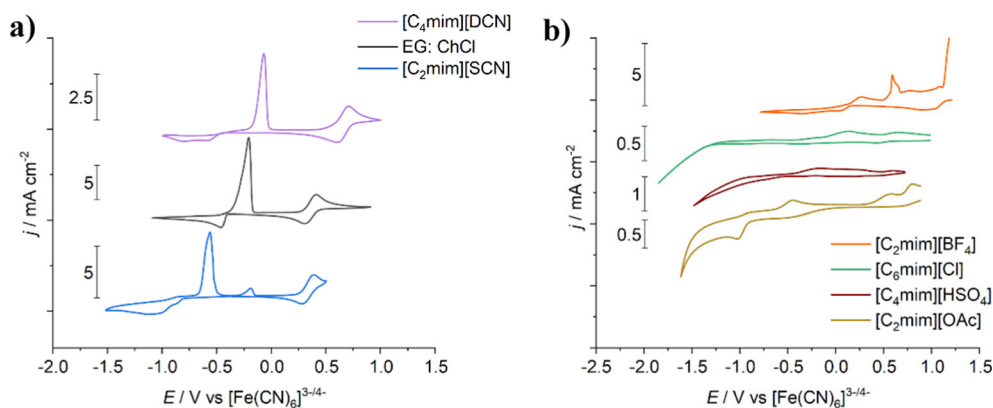 a)
[C₄mim][DCN]
EG: ChCl
[C₂mim][SCN]
2.5
5
5
j / mA cm⁻²
-2.0 -1.5 -1.0 -0.5 0.0 0.5 1.0 1.5
E / V vs [Fe(CN)₆]³⁻/⁴⁻
b)
5
0.5
1
0.5
j / mA cm⁻²
[C₂mim][BF₄]
[C₆mim][Cl]
[C₄mim][HSO₄]
[C₂mim][OAc]
-2.5 -2.0 -1.5 -1.0 -0.5 0.0 0.5 1.0 1.5
E / V vs [Fe(CN)₆]³⁻/⁴⁻